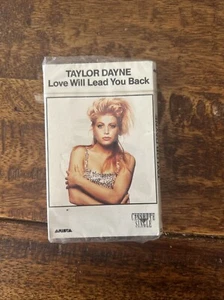 TAYLOR DAYNE
Love Will Lead You Back
CASSETTE
SINGLE
ARISTA